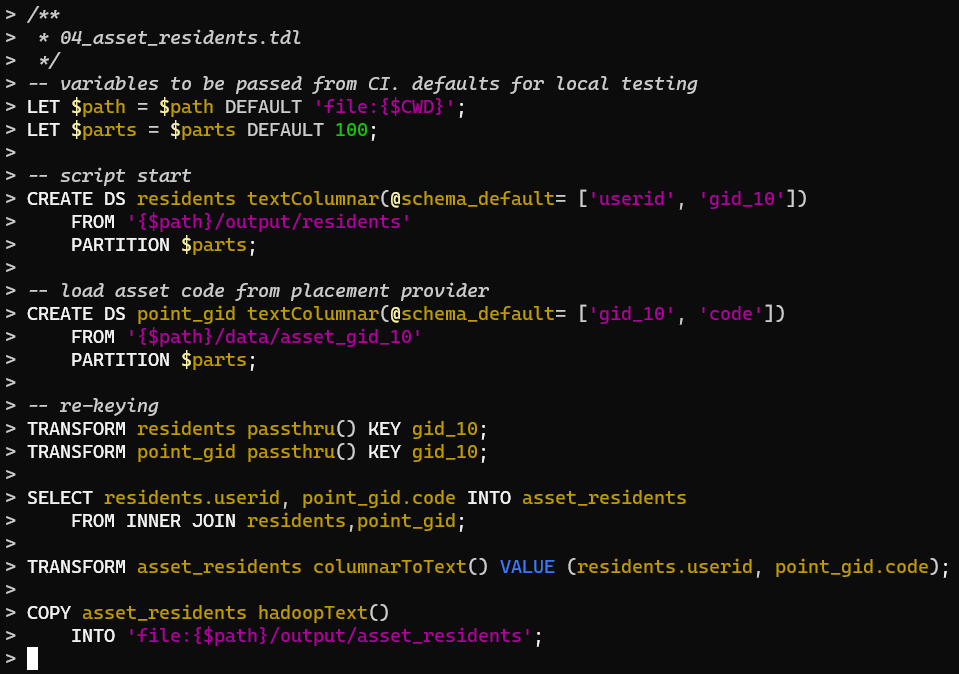 > /**
>  * 04_asset_residents.tdl
>  */
> -- variables to be passed from CI. defaults for local testing
> LET $path = $path DEFAULT 'file:{$CWD}';
> LET $parts = $parts DEFAULT 100;
>
> -- script start
> CREATE DS residents textColumnar(@schema_default= ['userid', 'gid_10'])
>     FROM '{$path}/output/residents'
>     PARTITION $parts;
>
> -- load asset code from placement provider
> CREATE DS point_gid textColumnar(@schema_default= ['gid_10', 'code'])
>     FROM '{$path}/data/asset_gid_10'
>     PARTITION $parts;
>
> -- re-keying
> TRANSFORM residents passthru() KEY gid_10;
> TRANSFORM point_gid passthru() KEY gid_10;
>
> SELECT residents.userid, point_gid.code INTO asset_residents
>     FROM INNER JOIN residents,point_gid;
>
> TRANSFORM asset_residents columnarToText() VALUE (residents.userid, point_gid.code);
>
> COPY asset_residents hadoopText()
>     INTO 'file:{$path}/output/asset_residents';
>